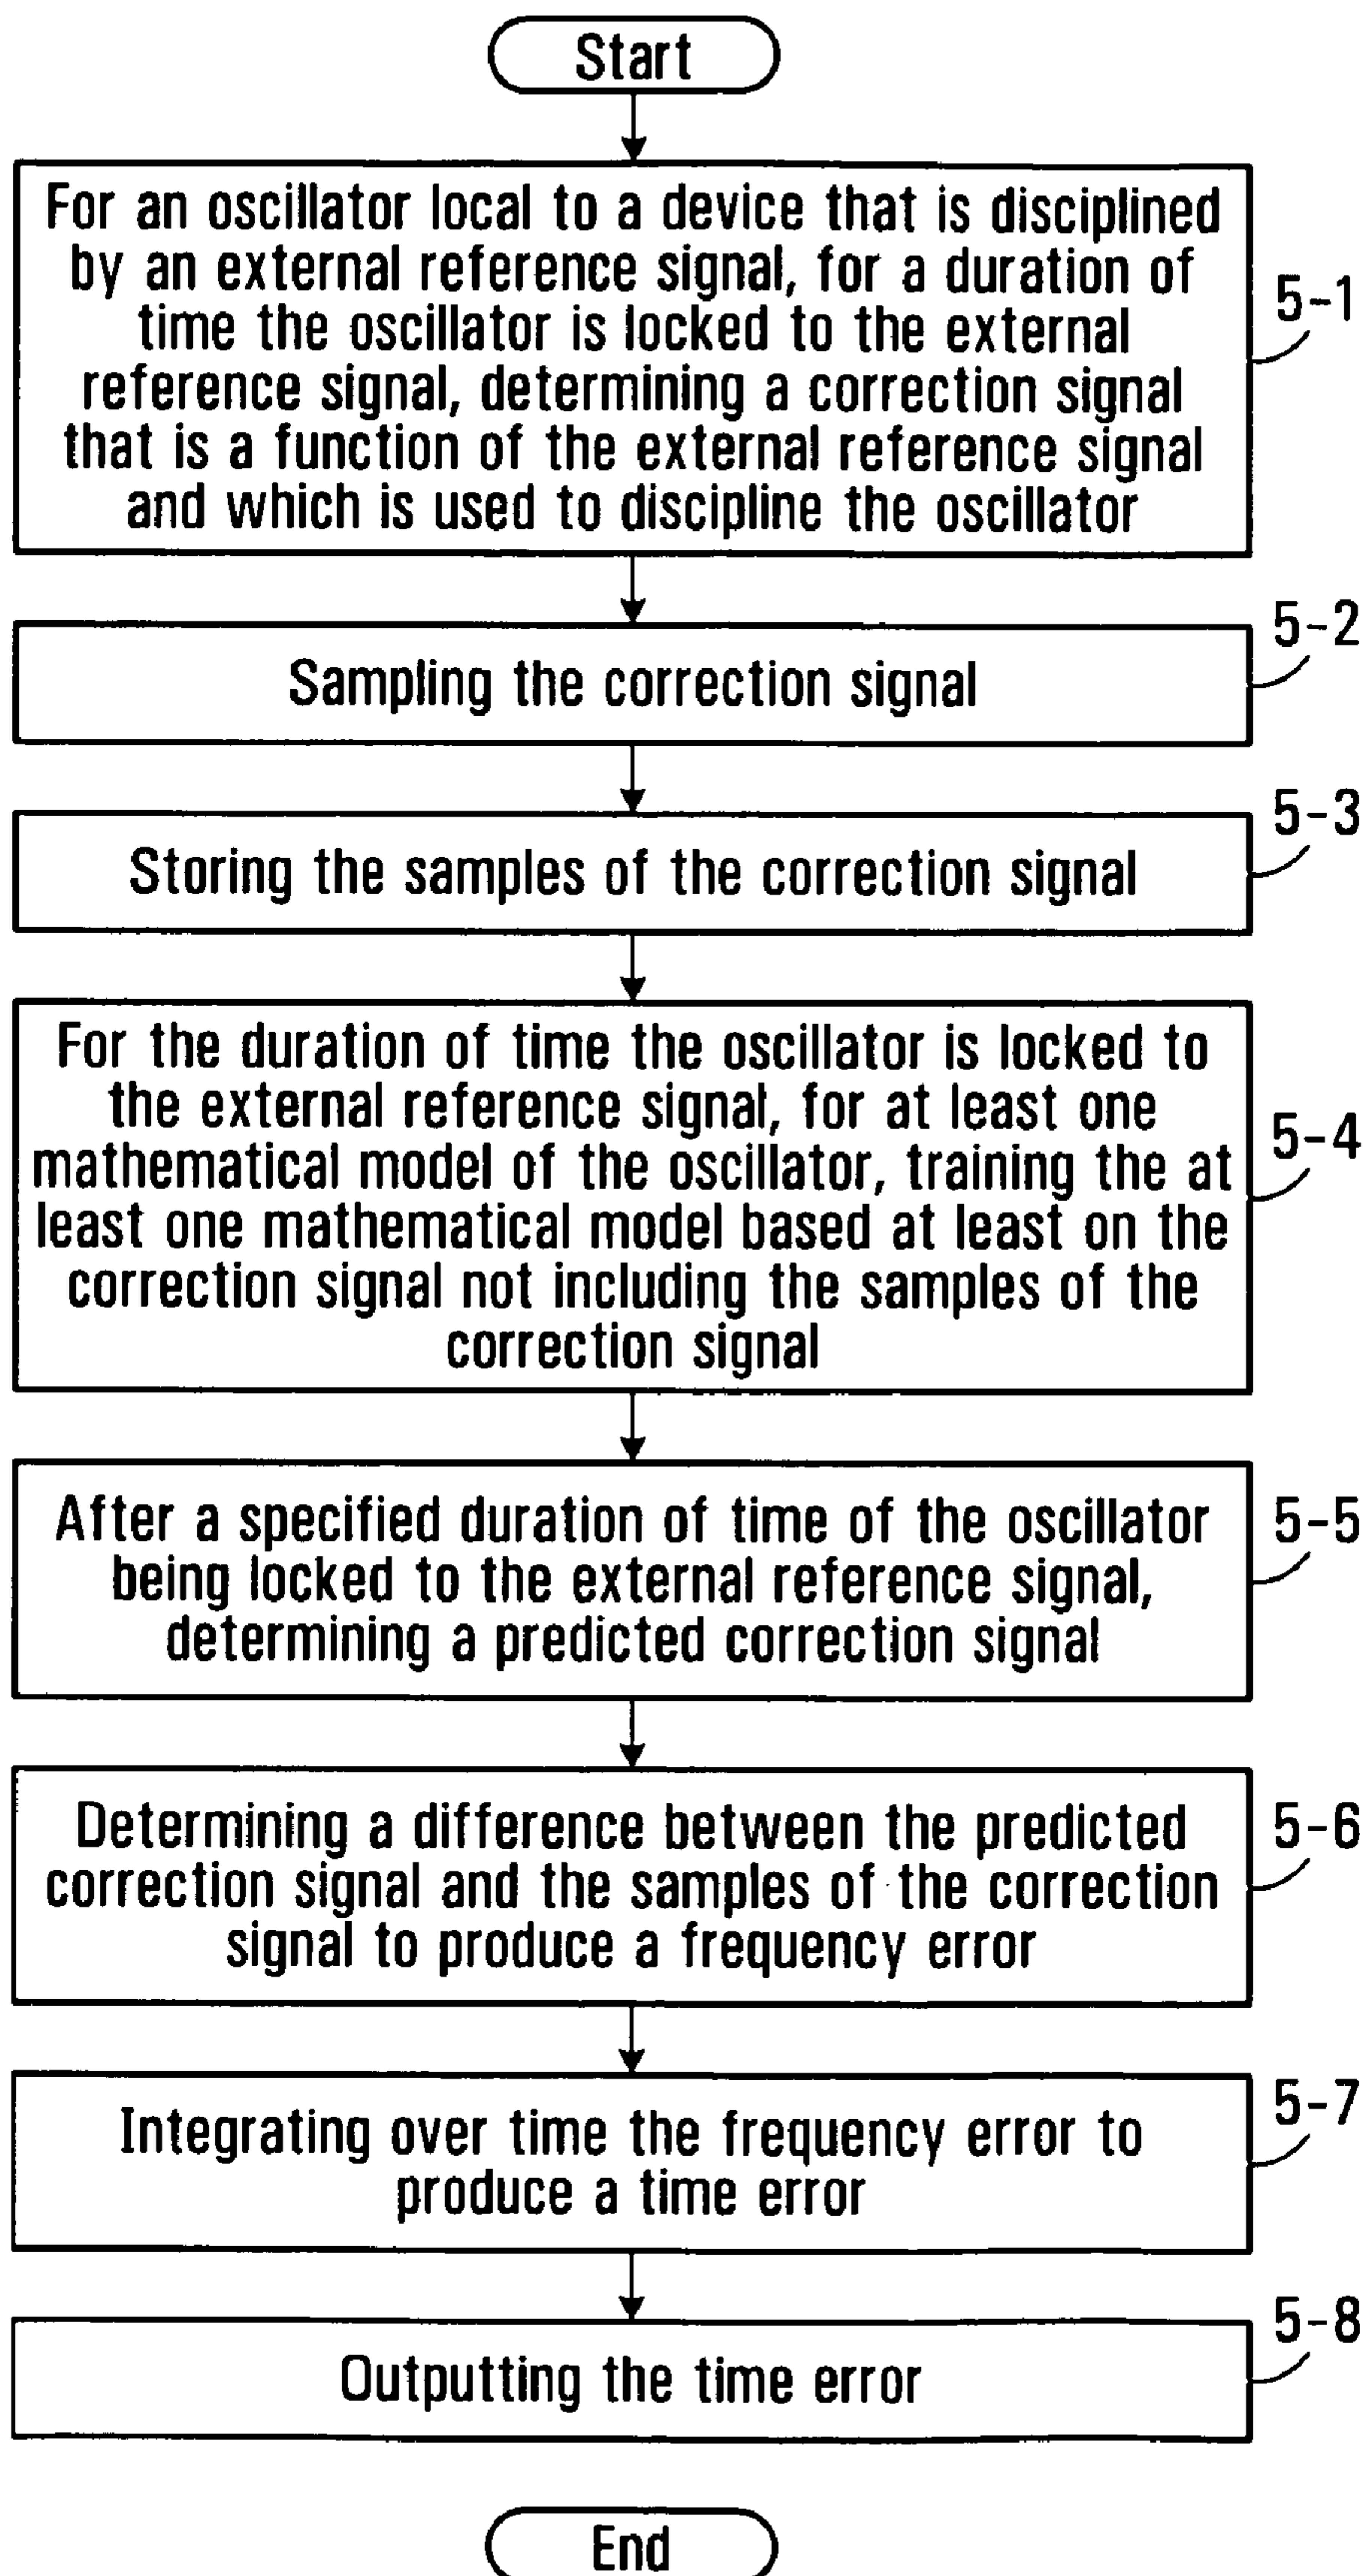 Start
For an oscillator local to a device that is disciplined
by an external reference signal, for a duration of
time the oscillator is locked to the external
reference signal, determining a correction signal
that is a function of the external reference signal
and which is used to discipline the oscillator
5-1
5-2
Sampling the correction signal
5-3
Storing the samples of the correction signal
For the duration of time the oscillator is locked to
the external reference signal, for at least one
mathematical model of the oscillator, training the at
least one mathematical model based at least on the
correction signal not including the samples of the
correction signal
5-4
After a specified duration of time of the oscillator
being locked to the external reference signal,
determining a predicted correction signal
5-5
Determining a difference between the predicted
correction signal and the samples of the correction
signal to produce a frequency error
5-6
Integrating over time the frequency error to
produce a time error
5-7
5-8
Outputting the time error
End